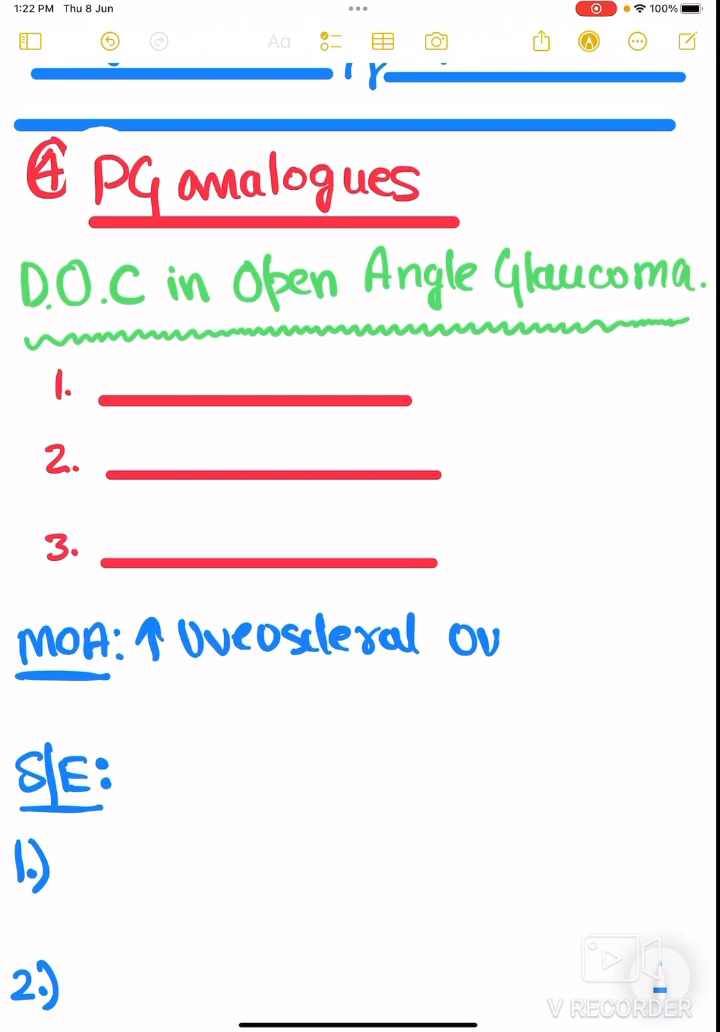 1:22 PM Thu 8 Jun
100%
Aa
④ PG analogues
D.O.C in Open Angle Glaucoma.
1.
2.
3.
MOA: ↑ Uveoscleral ou
S/E:
1.)
2.)
V RECORDER